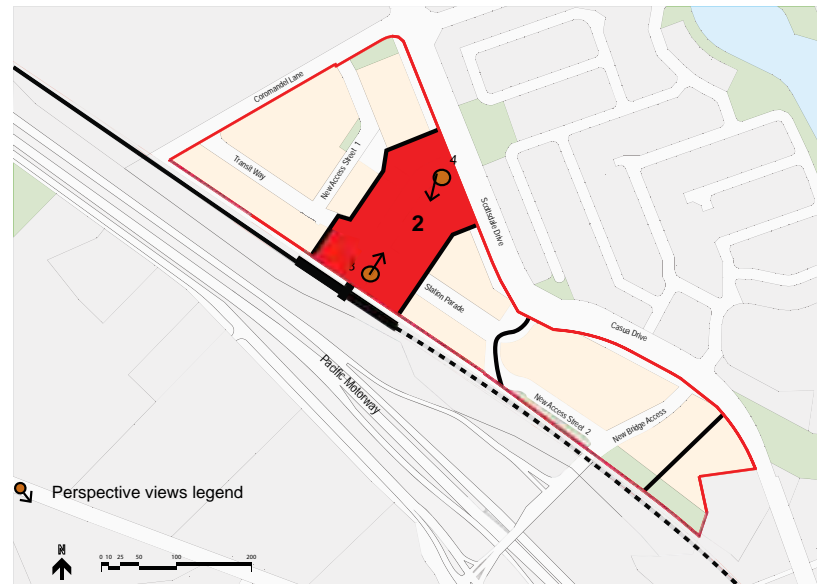 Coromandel Lane
4
Transit Way
New Access Street 1
2
Scottsdale Drive
3
Station Parade
Casua Drive
Pacific Motorway
New Access Street 2
New Bridge Access
Perspective views legend
N
0 10 25 50 100 200